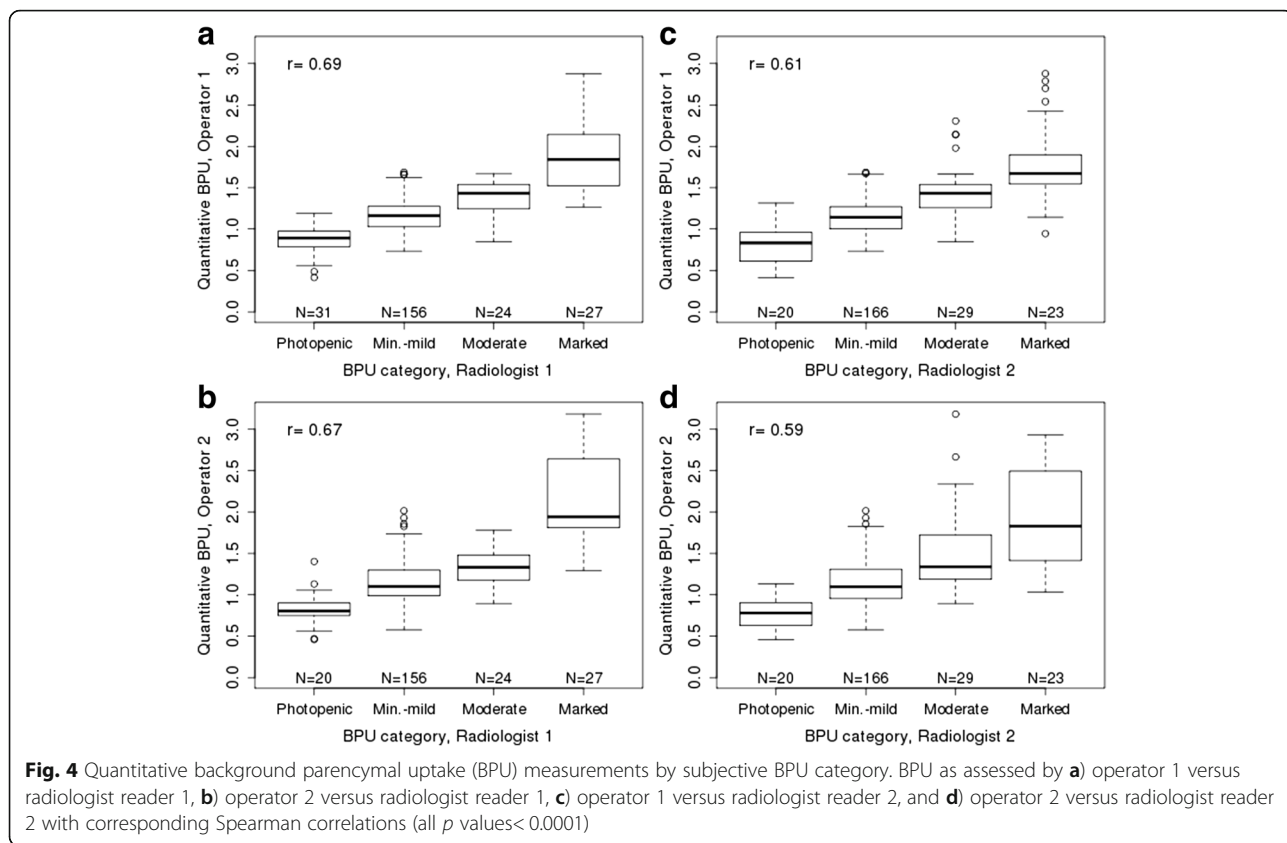 a
r= 0.69
Quantitative BPU, Operator 1
3.0
2.5
2.0
1.5
1.0
0.5
0.0
N=31 N=156 N=24 N=27
Photopenic Min.-mild Moderate Marked
BPU category, Radiologist 1
c
r= 0.61
Quantitative BPU, Operator 1
3.0
2.5
2.0
1.5
1.0
0.5
0.0
N=20 N=166 N=29 N=23
Photopenic Min.-mild Moderate Marked
BPU category, Radiologist 2
b
r= 0.67
Quantitative BPU, Operator 2
3.0
2.5
2.0
1.5
1.0
0.5
0.0
N=20 N=156 N=24 N=27
Photopenic Min.-mild Moderate Marked
BPU category, Radiologist 1
d
r= 0.59
Quantitative BPU, Operator 2
3.0
2.5
2.0
1.5
1.0
0.5
0.0
N=20 N=166 N=29 N=23
Photopenic Min.-mild Moderate Marked
BPU category, Radiologist 2
Fig. 4 Quantitative background parencymal uptake (BPU) measurements by subjective BPU category. BPU as assessed by a) operator 1 versus
radiologist reader 1, b) operator 2 versus radiologist reader 1, c) operator 1 versus radiologist reader 2, and d) operator 2 versus radiologist reader
2 with corresponding Spearman correlations (all p values< 0.0001)